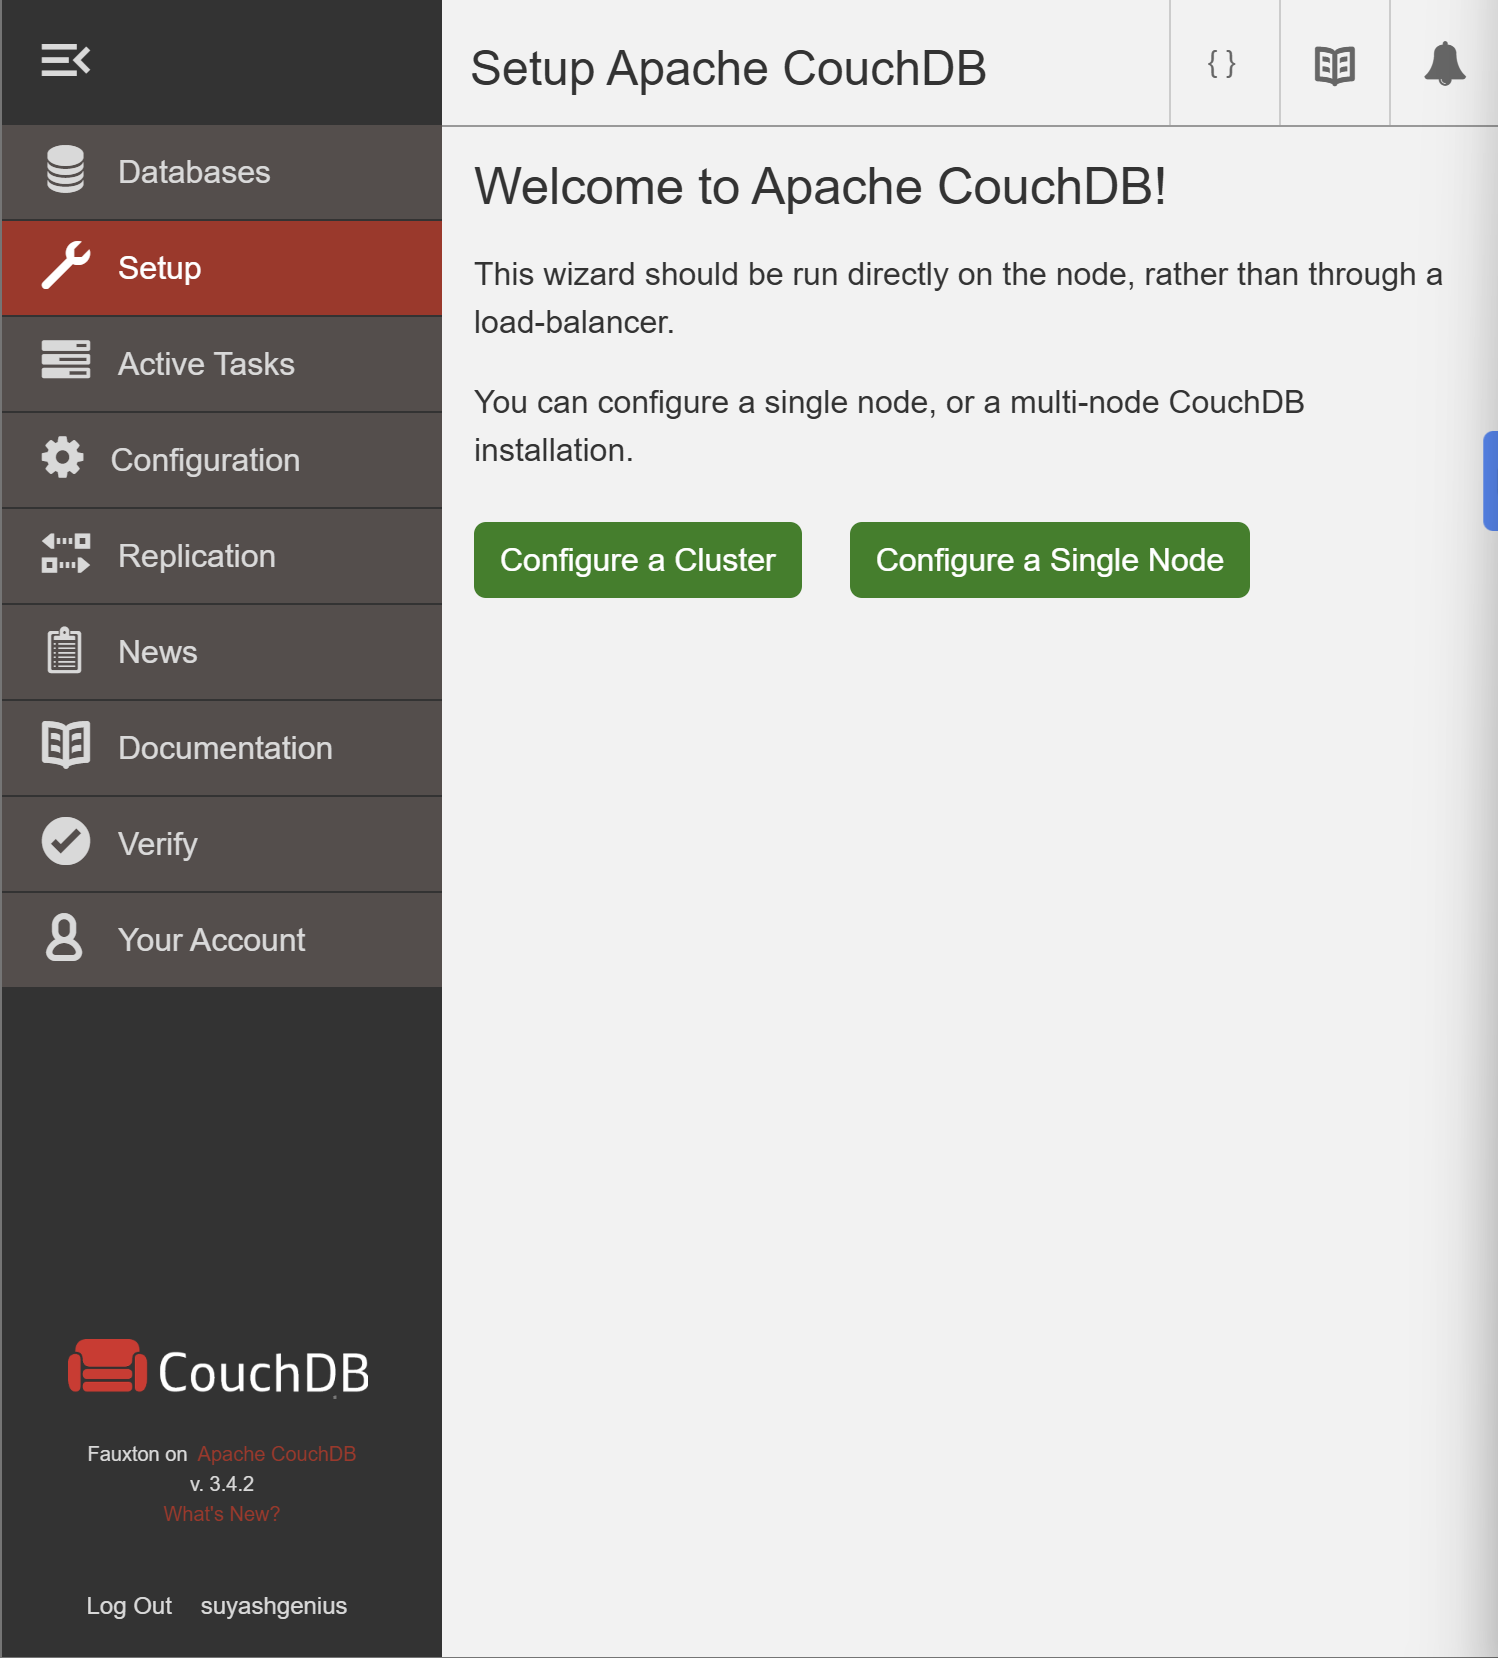 Setup Apache CouchDB
{ }
Databases
Setup
Active Tasks
Configuration
Replication
News
Documentation
Verify
Your Account
Welcome to Apache CouchDB!
This wizard should be run directly on the node, rather than through a
load-balancer.
You can configure a single node, or a multi-node CouchDB
installation.
Configure a Cluster
Configure a Single Node
CouchDB
Fauxton on Apache CouchDB
v. 3.4.2
What's New?
Log Out suyashgenius